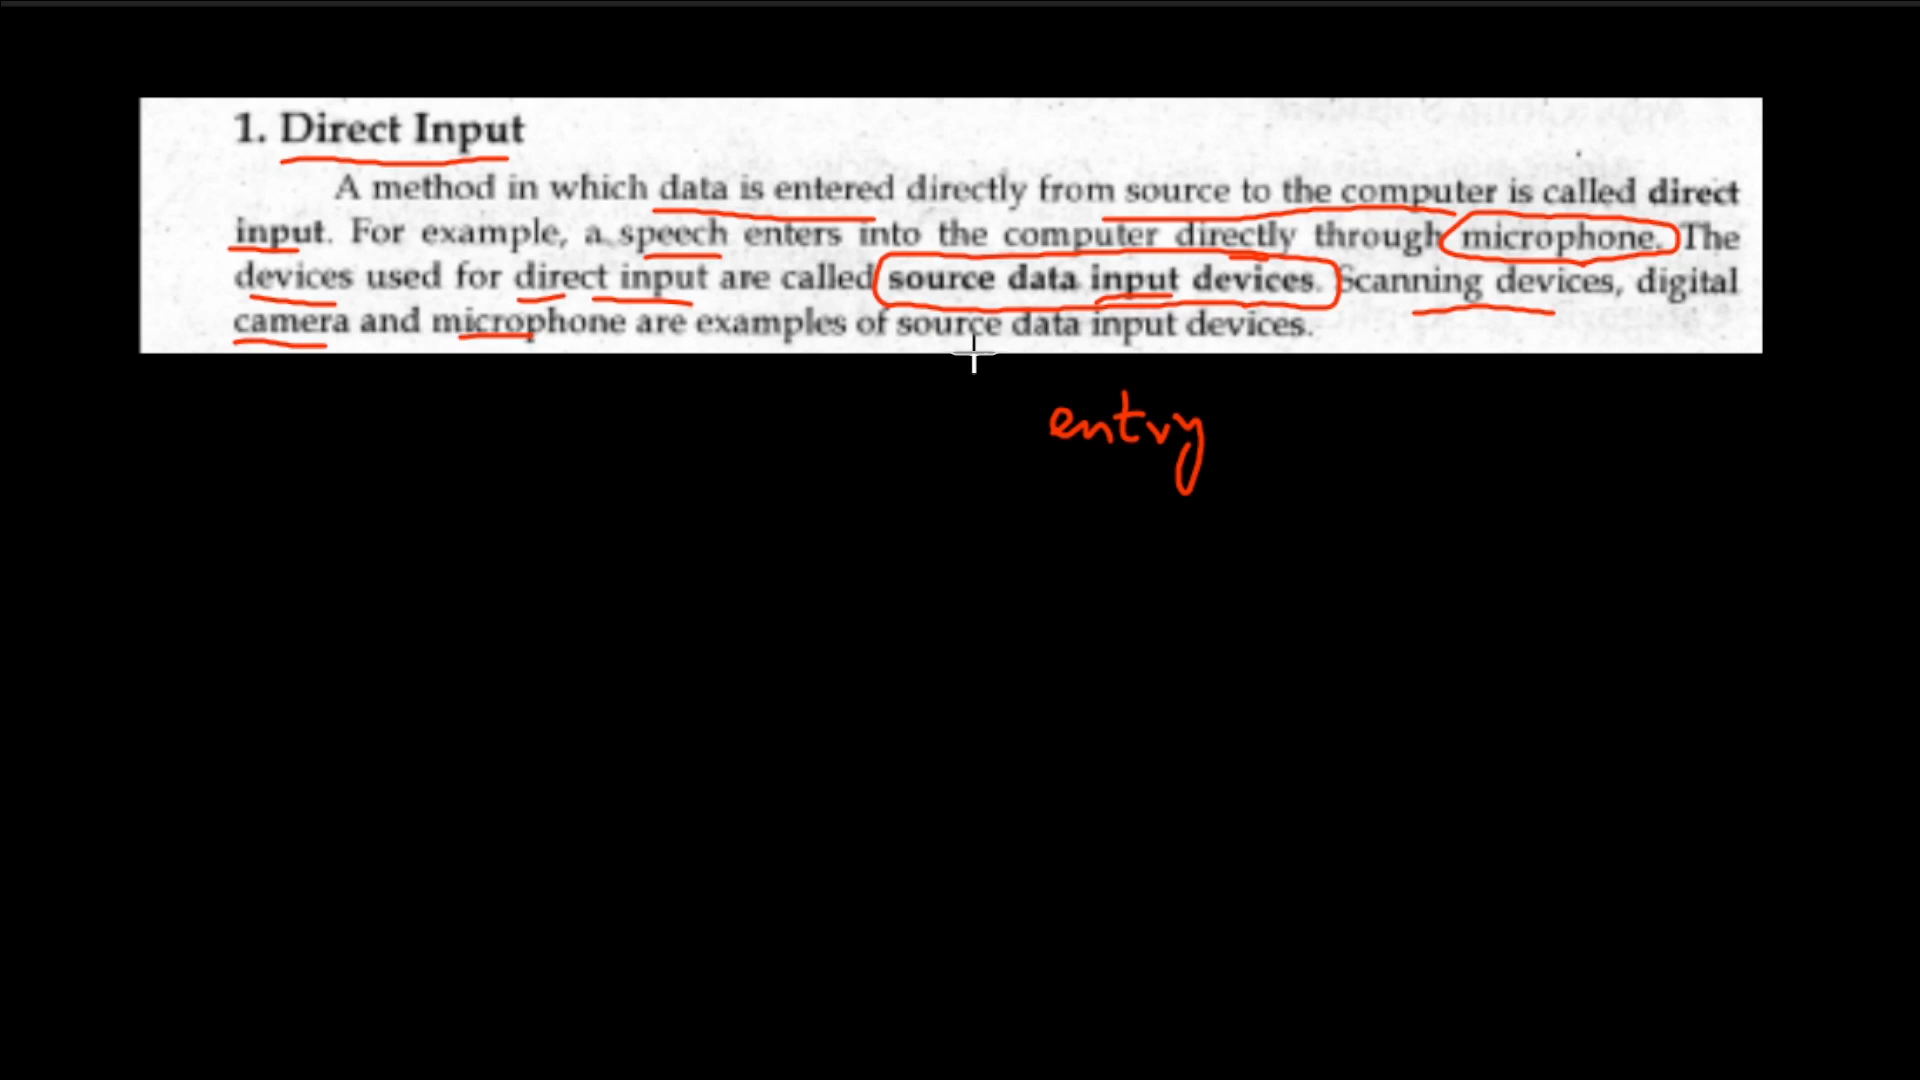 1. Direct Input
A method in which data is entered directly from source to the computer is called direct
input. For example, a speech enters into the computer directly through microphone. The
devices used for direct input are called source data input devices. Scanning devices, digital
camera and microphone are examples of source data input devices.
entry